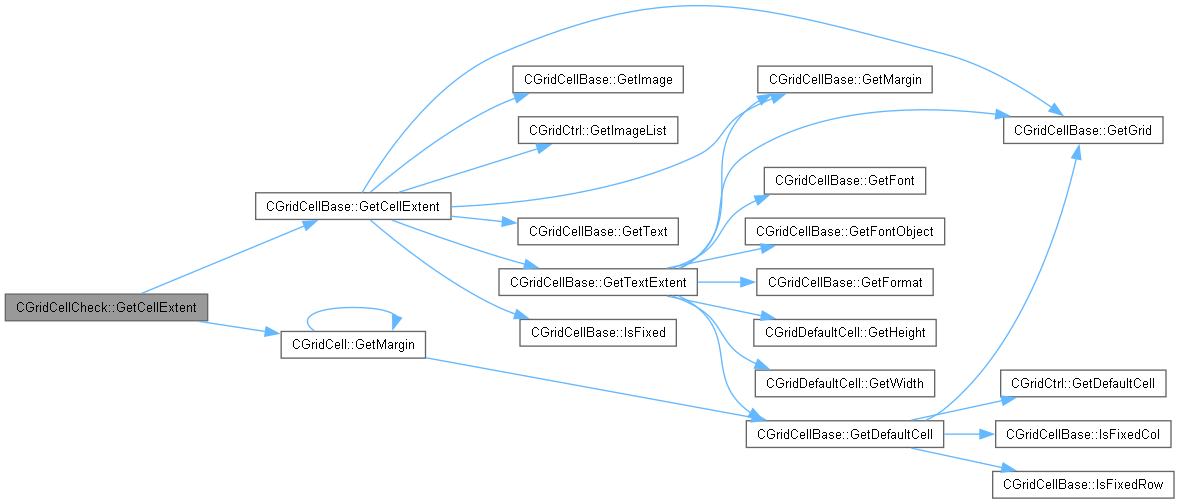 CGridCellBase::GetImage
CGridCellBase::GetMargin
CGridCtrl::GetImageList
CGridCellBase::GetGrid
CGridCellBase::GetFont
CGridCellBase::GetCellExtent
CGridCellBase::GetText
CGridCellBase::GetFontObject
CGridCellBase::GetTextExtent
CGridCellBase::GetFormat
CGridCellCheck::GetCellExtent
CGridCellBase::IsFixed
CGridDefaultCell::GetHeight
CGridCell::GetMargin
CGridDefaultCell::GetWidth
CGridCtrl::GetDefaultCell
CGridCellBase::GetDefaultCell
CGridCellBase::IsFixedCol
CGridCellBase::IsFixedRow